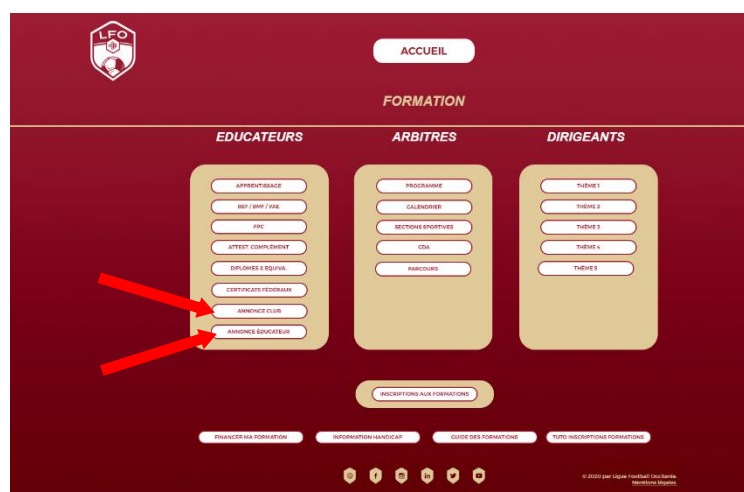 LFO
ACCUEIL
FORMATION
EDUCATEURS
APPRENTISSAGE
BEF / BMF / VAE
FPC
ATTEST. COMPLÉMENT
DIPLOMES & EQUIVA.
CERTIFICATS FÉDÉRAUX
ANNONCE CLUB
ANNONCE ÉDUCATEUR
ARBITRES
PROGRAMME
CALENDRIER
SECTIONS SPORTIVES
CDA
PARCOURS
DIRIGEANTS
THÈME 1
THÈME 2
THÈME 3
THÈME 4
THÈME 5
INSCRIPTIONS AUX FORMATIONS
FINANCER MA FORMATION
INFORMATION HANDICAP
GUIDE DES FORMATIONS
TUTO INSCRIPTIONS FORMATIONS
© 2020 par Ligue Football Occitanie
Mentions légales